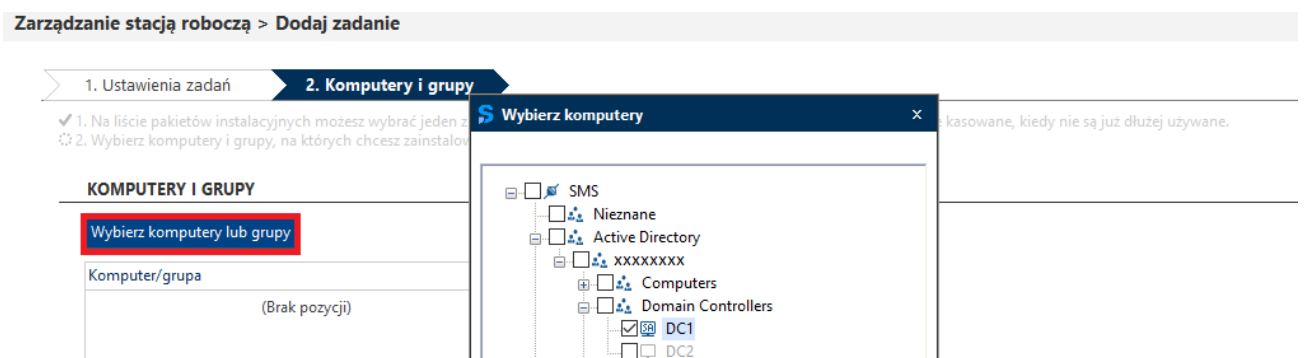 Zarządzanie stacją roboczą > Dodaj zadanie
1. Ustawienia zadań
2. Komputery i grupy
1. Na liście pakietów instalacyjnych możesz wybrać jeden z
kasowane, kiedy nie są już dłużej używane.
2. Wybierz komputery i grupy, na których chcesz
KOMPUTERY I GRUPY
Wybierz komputery lub grupy
Komputer/grupa
(Brak pozycji)
Wybierz komputery
x
SMS
Nieznane
Active Directory
xxxxxxxx
Computers
Domain Controllers
DC1
DC2